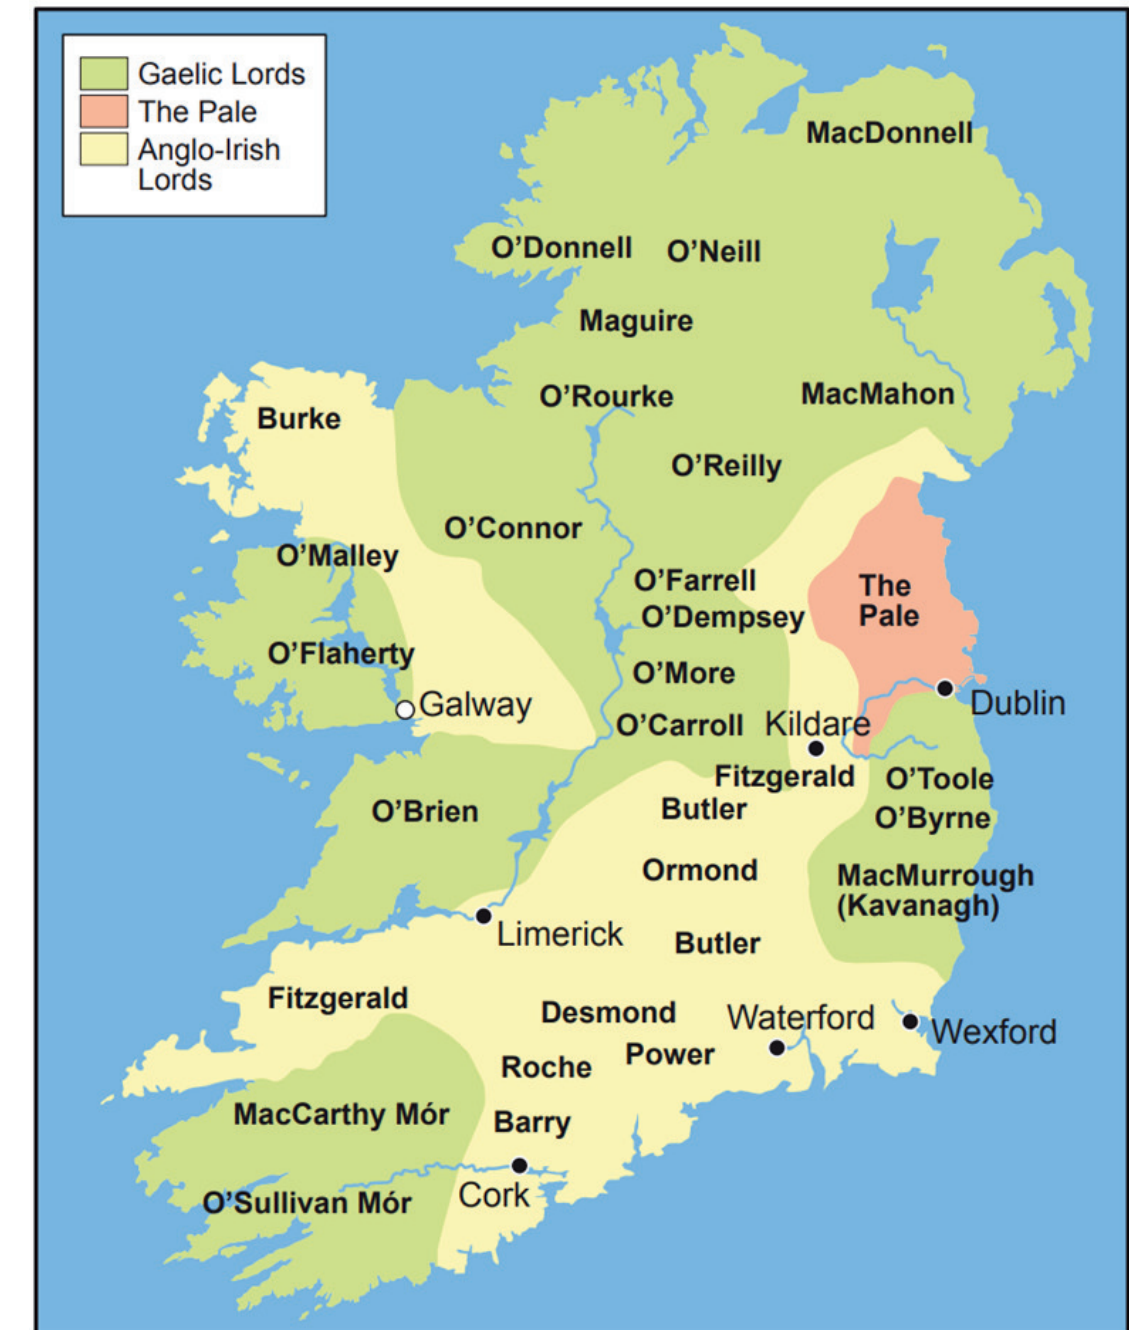 Gaelic Lords
The Pale
Anglo-Irish
Lords
MacDonnell
O’Donnell
O’Neill
Maguire
O’Rourke
MacMahon
Burke
O’Reilly
O’Connor
O’Malley
O’Farrell
The
Pale
O’Dempsey
O’Flaherty
O’More
Galway
Dublin
O’Carroll
Kildare
Fitzgerald
O’Toole
O’Brien
Butler
O’Byrne
Ormond
MacMurrough
(Kavanagh)
Limerick
Butler
Fitzgerald
Desmond
Waterford
Wexford
Roche
Power
MacCarthy Mór
Barry
O’Sullivan Mór
Cork